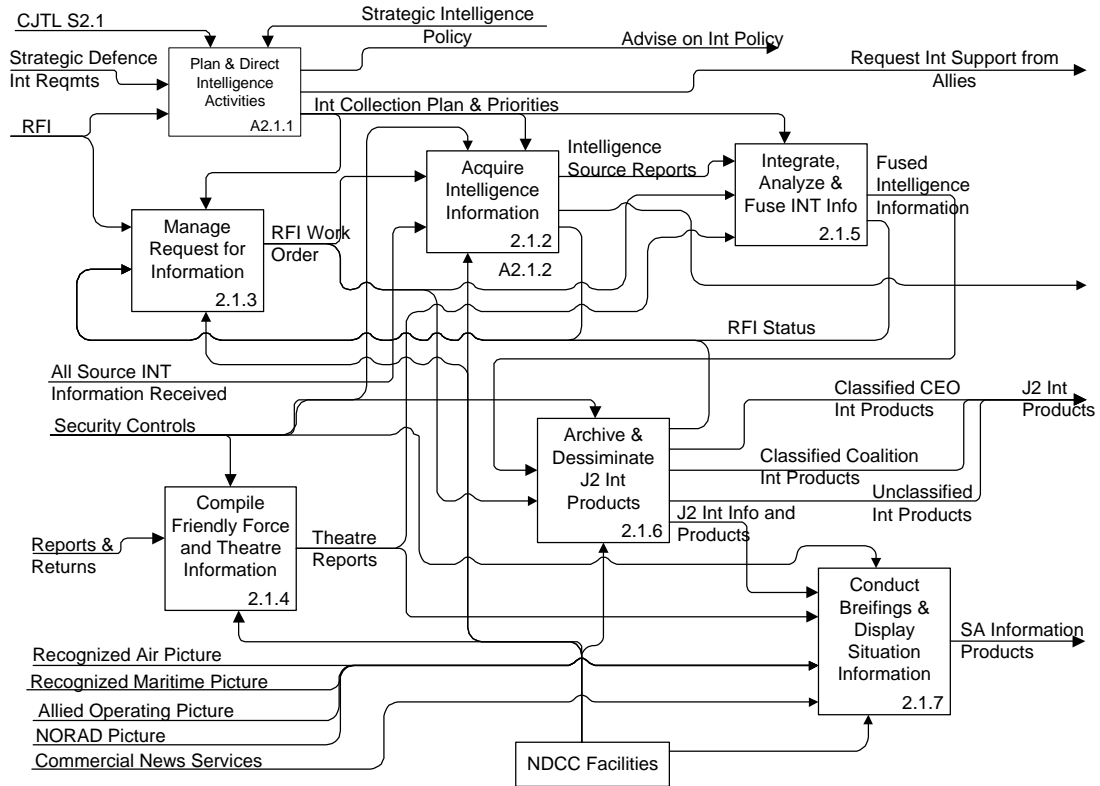 CJTL S2.1
Strategic Intelligence
Policy
Strategic Defence
Int Reqmts
RFI
Plan & Direct
Intelligence
Activities
A2.1.1
Advise on Int Policy
Request Int Support from
Allies
Int Collection Plan & Priorities
Acquire
Intelligence
Information
2.1.2
A2.1.2
Intelligence
Source Reports
Integrate,
Analyze &
Fuse INT Info
2.1.5
Fused
Intelligence
Information
Manage
Request for
Information
2.1.3
RFI Work
Order
RFI Status
All Source INT
Information Received
Security Controls
Archive &
Dessiminate
J2 Int
Products
2.1.6
Classified CEO
Int Products
J2 Int
Products
Classified Coalition
Int Products
Unclassified
Int Products
J2 Int Info and
Products
Compile
Friendly Force
and Theatre
Information
2.1.4
Reports &
Returns
Theatre
Reports
Conduct
Breifings &
Display
Situation
Information
2.1.7
SA Information
Products
Recognized Air Picture
Recognized Maritime Picture
Allied Operating Picture
NORAD Picture
Commercial News Services
NDCC Facilities